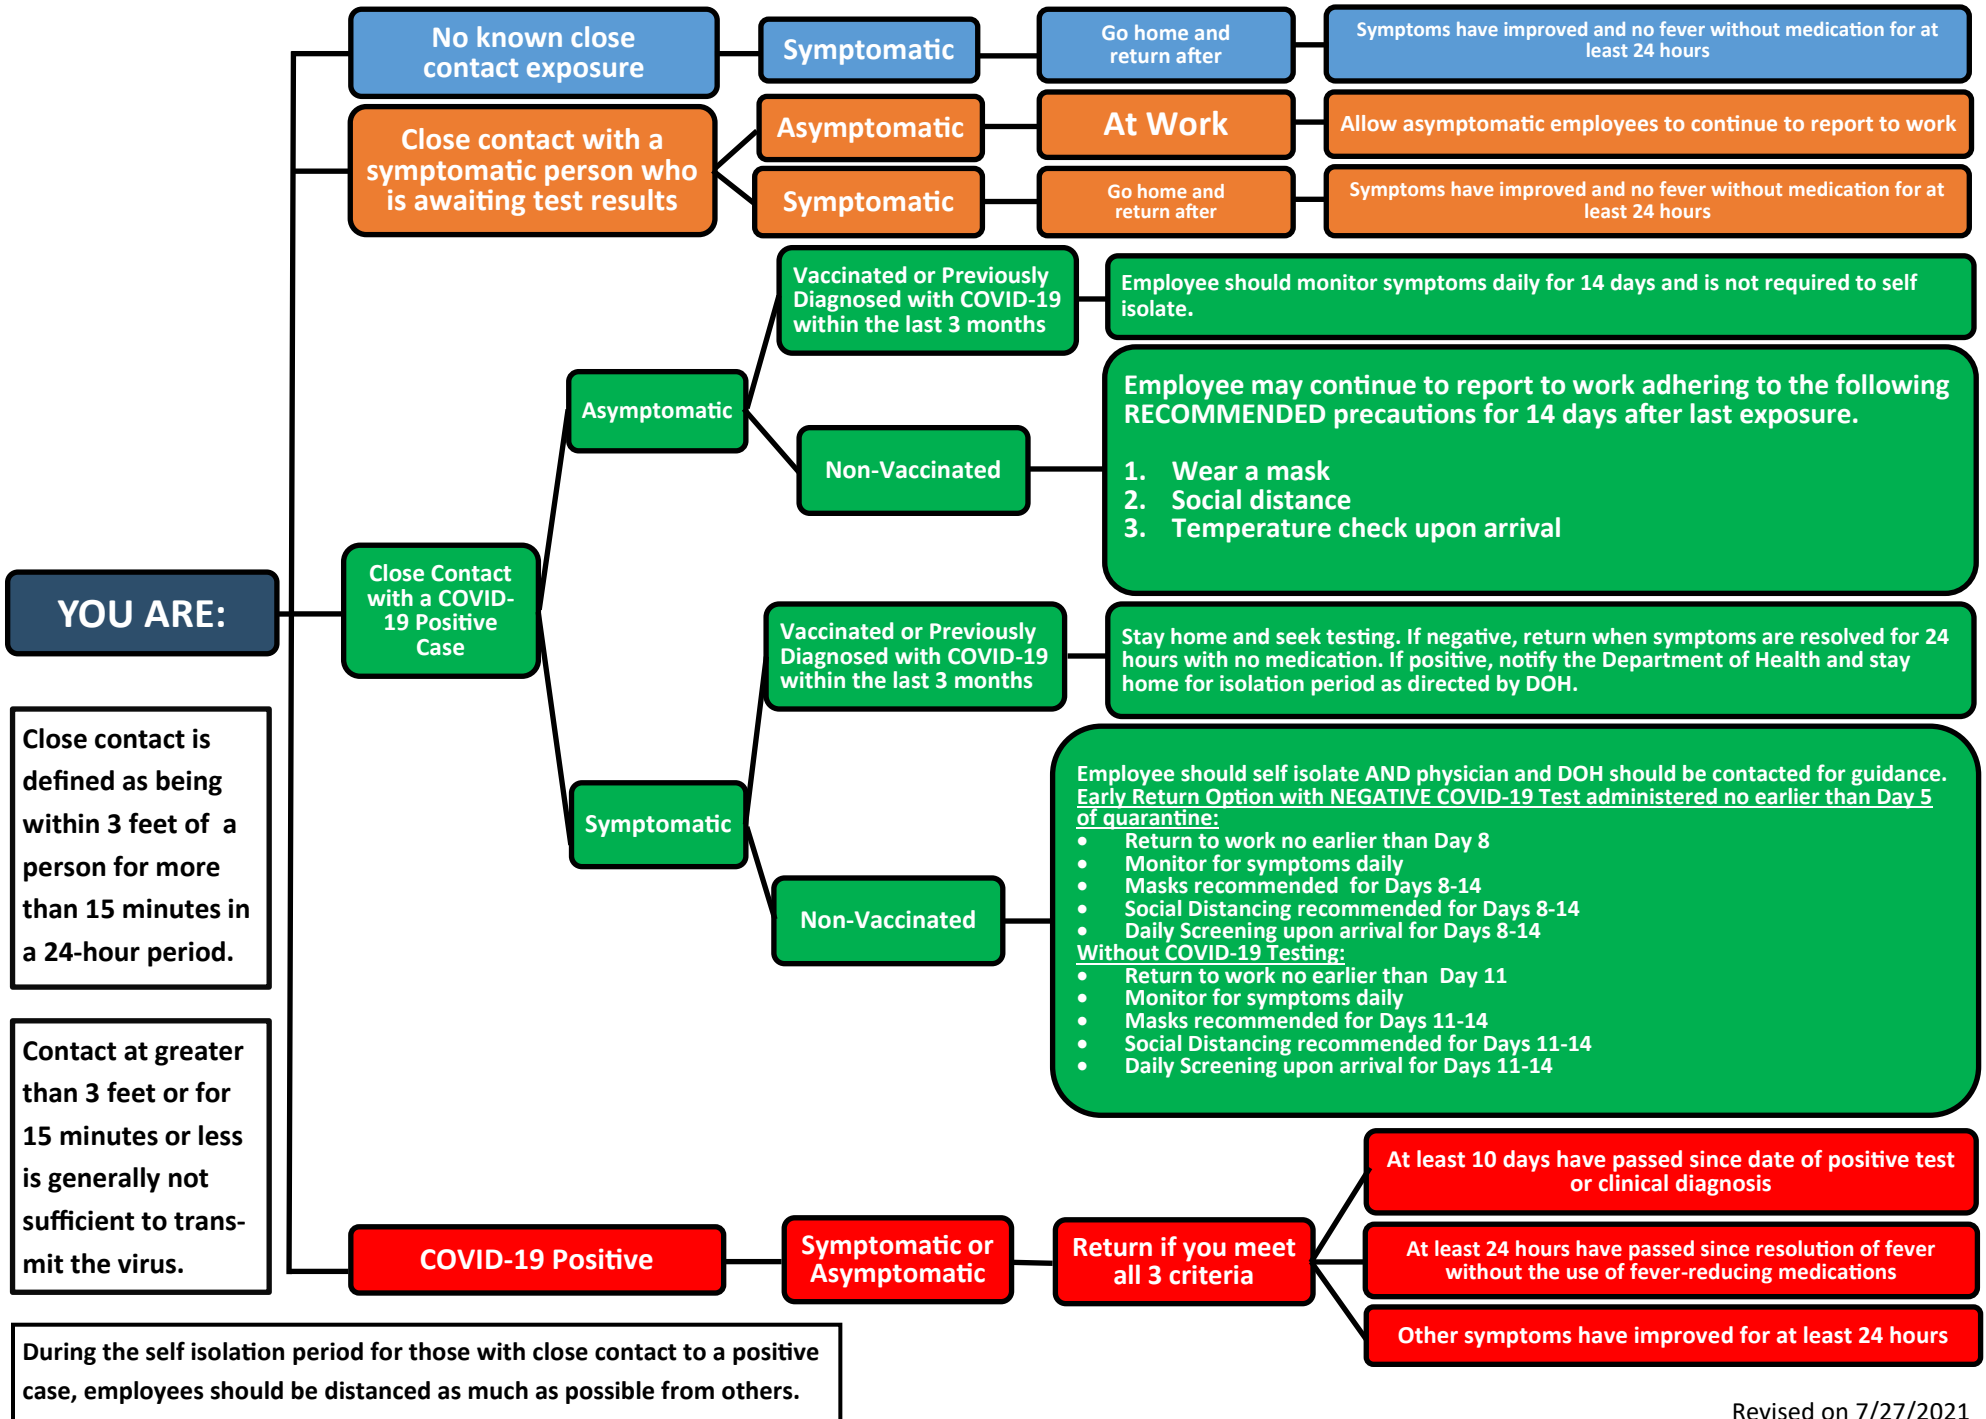 No known close
contact exposure
Symptomatic
Go home and
return after
Symptoms have improved and no fever without medication for at
least 24 hours
Close contact with a
symptomatic person who
is awaiting test results
Asymptomatic
At Work
Allow asymptomatic employees to continue to report to work
Symptomatic
Go home and
return after
Symptoms have improved and no fever without medication for at
least 24 hours
YOU ARE:
Close Contact
with a COVID-
19 Positive
Case
Asymptomatic
Vaccinated or Previously
Diagnosed with COVID-19
within the last 3 months
Employee should monitor symptoms daily for 14 days and is not required to self
isolate.
Non-Vaccinated
Employee may continue to report to work adhering to the following
RECOMMENDED precautions for 14 days after last exposure.
1. Wear a mask
2. Social distance
3. Temperature check upon arrival
Symptomatic
Vaccinated or Previously
Diagnosed with COVID-19
within the last 3 months
Stay home and seek testing. If negative, return when symptoms are resolved for 24
hours with no medication. If positive, notify the Department of Health and stay
home for isolation period as directed by DOH.
Non-Vaccinated
Employee should self isolate AND physician and DOH should be contacted for guidance.
Early Return Option with NEGATIVE COVID-19 Test administered no earlier than Day 5
of quarantine:
• Return to work no earlier than Day 8
• Monitor for symptoms daily
• Masks recommended for Days 8-14
• Social Distancing recommended for Days 8-14
• Daily Screening upon arrival for Days 8-14
Without COVID-19 Testing:
• Return to work no earlier than Day 11
• Monitor for symptoms daily
• Masks recommended for Days 11-14
• Social Distancing recommended for Days 11-14
• Daily Screening upon arrival for Days 11-14
Close contact is
defined as being
within 3 feet of a
person for more
than 15 minutes in
a 24-hour period.
Contact at greater
than 3 feet or for
15 minutes or less
is generally not
sufficient to trans-
mit the virus.
COVID-19 Positive
Symptomatic or
Asymptomatic
Return if you meet
all 3 criteria
At least 10 days have passed since date of positive test
or clinical diagnosis
At least 24 hours have passed since resolution of fever
without the use of fever-reducing medications
Other symptoms have improved for at least 24 hours
During the self isolation period for those with close contact to a positive
case, employees should be distanced as much as possible from others.
Revised on 7/27/2021